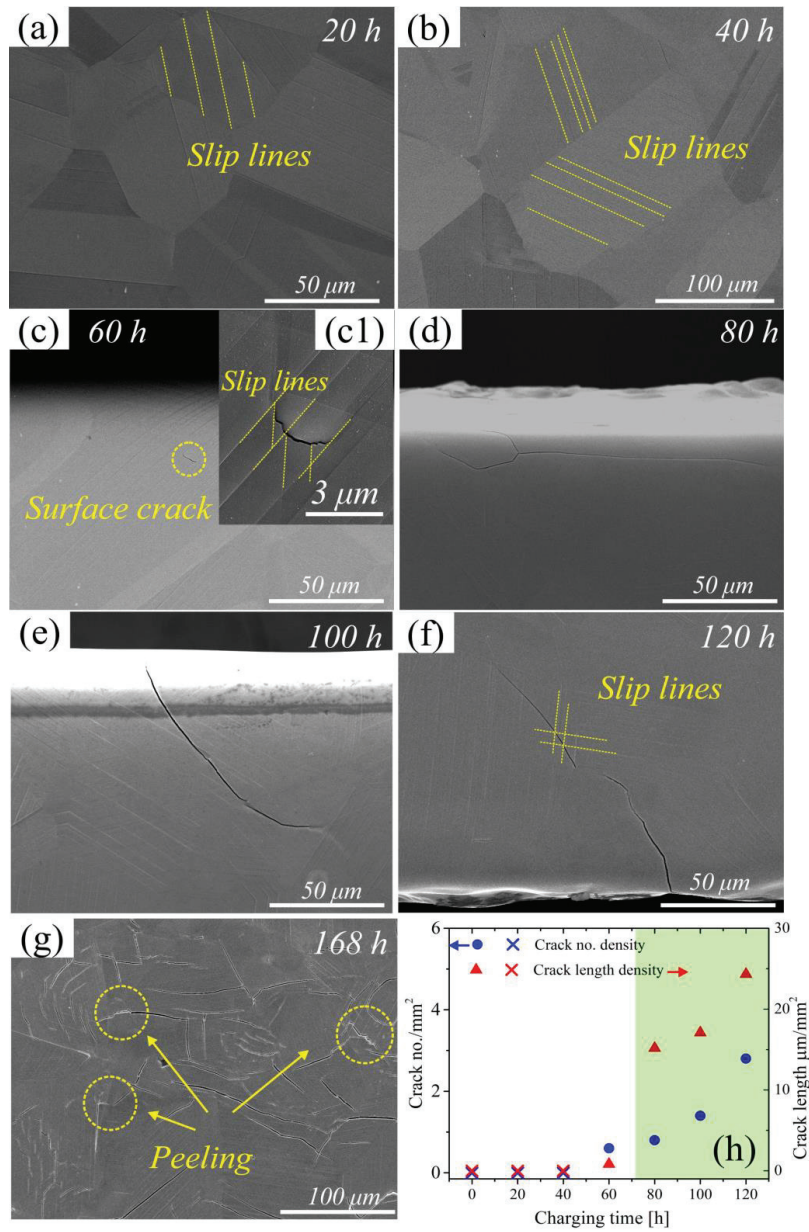 (a) 20 h
Slip lines
50 μm
(b) 40 h
Slip lines
100 μm
(c) 60 h
Surface crack
50 μm
(c1)
Slip lines
3 μm
(d) 80 h
50 μm
(e) 100 h
50 μm
(f) 120 h
Slip lines
50 μm
(g) 168 h
Peeling
100 μm
Crack no. density
Crack length density
Crack no./mm²
6
4
2
0
Crack length μm/mm²
30
20
10
0
(h)
0 20 40 60 80 100 120
Charging time [h]